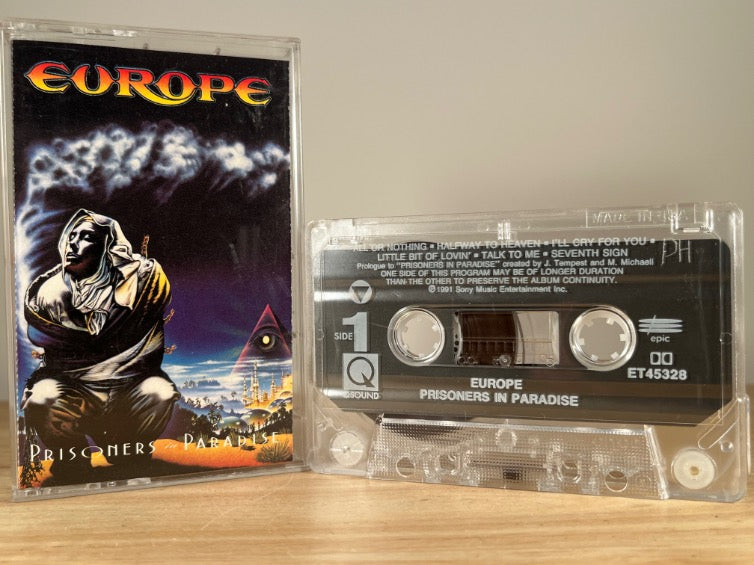 EUROPE
PRISONERS in PARADISE
MADE IN U.S.A.
ALL OR NOTHING • HALFWAY TO HEAVEN • I'LL CRY FOR YOU •
LITTLE BIT OF LOVIN' • TALK TO ME • SEVENTH SIGN
Prologue to "PRISONERS IN PARADISE" created by J. Tempest and M. Michaeli
ONE SIDE OF THIS PROGRAM MAY BE OF LONGER DURATION
THAN THE OTHER TO PRESERVE THE ALBUM CONTINUITY.
℗ 1991 Sony Music Entertainment Inc.
PH
SIDE 1
epic
Q
QSOUND
ET45328
EUROPE
PRISONERS IN PARADISE